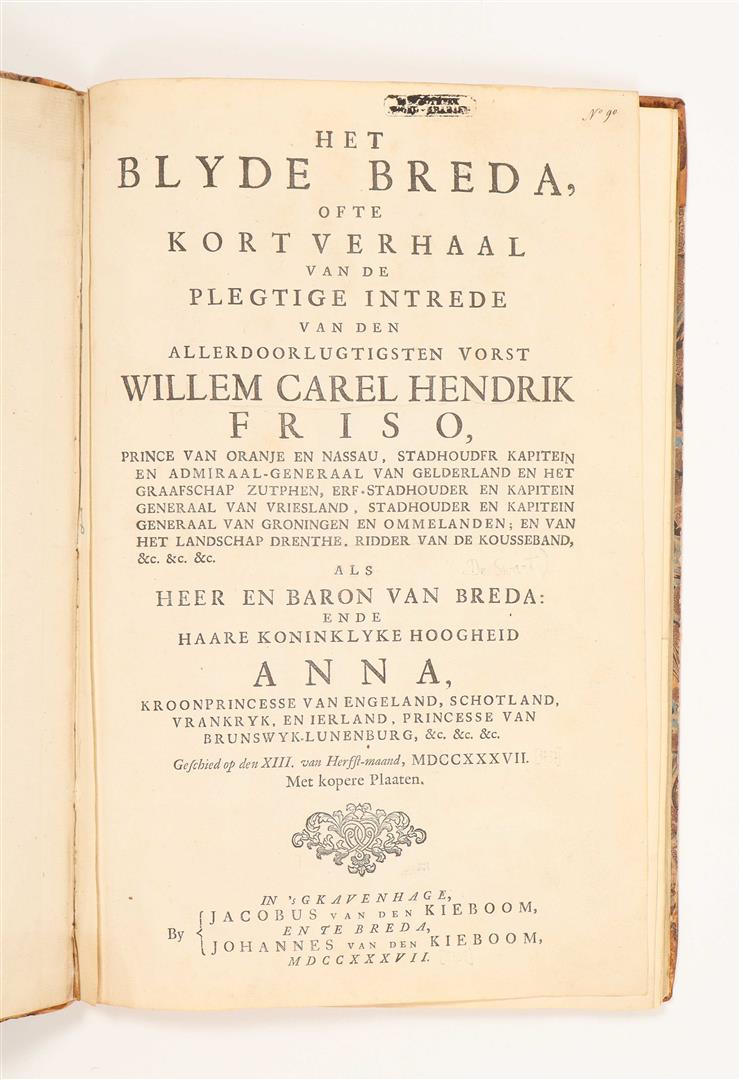 Nº 90
HET
BLYDE BREDA,
OFTE
KORT VERHAAL
VAN DE
PLEGTIGE INTREDE
VAN DEN
ALLERDOORLUGTIGSTEN VORST
WILLEM CAREL HENDRIK
FRISO,
PRINCE VAN ORANJE EN NASSAU, STADHOUDER KAPITEIN
EN ADMIRAAL-GENERAAL VAN GELDERLAND EN HET
GRAAFSCHAP ZUTPHEN, ERF-STADHOUDER EN KAPITEIN
GENERAAL VAN VRIESLAND, STADHOUDER EN KAPITEIN
GENERAAL VAN GRONINGEN EN OMMELANDEN; EN VAN
HET LANDSCHAP DRENTHE. RIDDER VAN DE KOUSSEBAND,
&c. &c. &c.
ALS
HEER EN BARON VAN BREDA:
ENDE
HAARE KONINKLYKE HOOGHEID
ANNA,
KROONPRINCESSE VAN ENGELAND, SCHOTLAND,
VRANKRYK, EN IERLAND, PRINCESSE VAN
BRUNSWYK-LUNENBURG, &c. &c. &c.
Geſchied op den XIII. van Herfſt-maand, MDCCXXXVII.
Met kopere Plaaten.
IN 'sGRAVENHAGE,
By JACOBUS VAN DEN KIEBOOM,
EN TE BREDA,
JOHANNES VAN DEN KIEBOOM,
MDCCXXXVII.